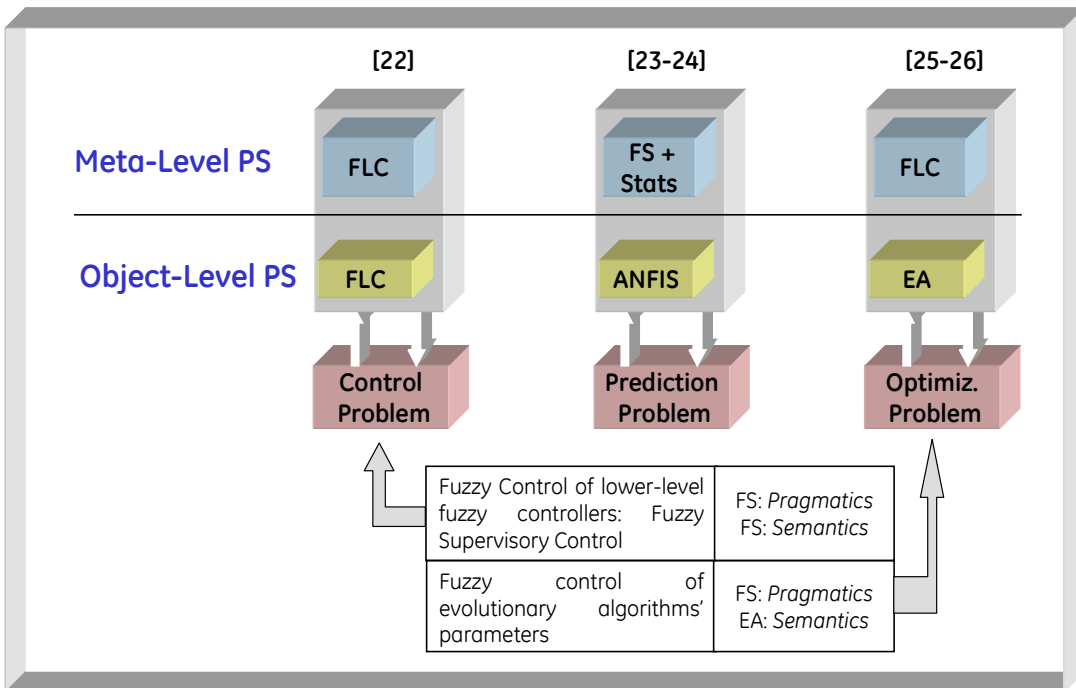 [22] [23-24] [25-26]
Meta-Level PS
FLC
FS +
Stats
FLC
Object-Level PS
FLC
ANFIS
EA
Control
Problem
Prediction
Problem
Optimiz.
Problem
Fuzzy Control of lower-level
fuzzy controllers: Fuzzy
Supervisory Control
FS: Pragmatics
FS: Semantics
Fuzzy control of
evolutionary algorithms'
parameters
FS: Pragmatics
EA: Semantics